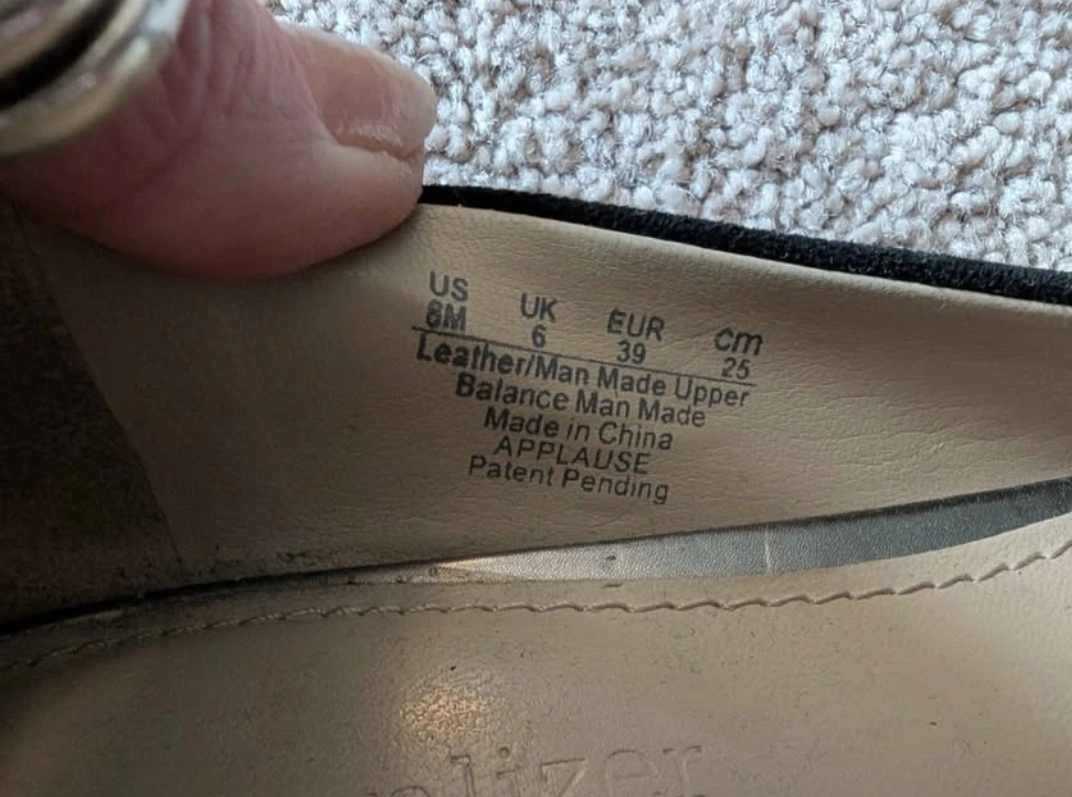 US UK EUR cm
8M 6 39 25
Leather/Man Made Upper
Balance Man Made
Made in China
APPLAUSE
Patent Pending